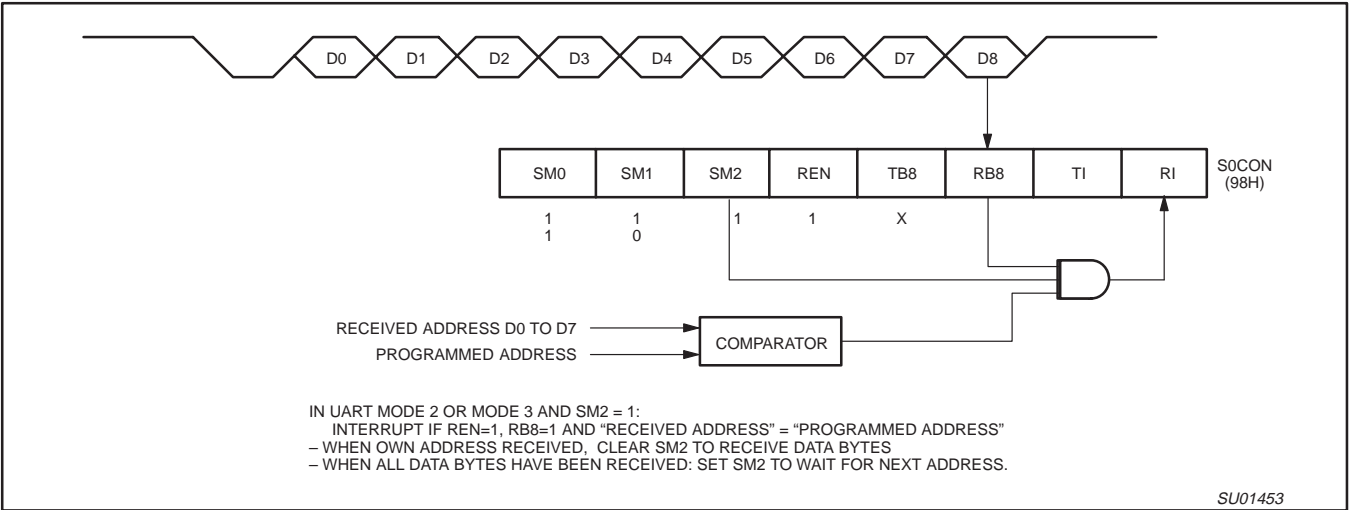 D0 D1 D2 D3 D4 D5 D6 D7 D8
SM0 SM1 SM2 REN TB8 RB8 TI RI
S0CON
(98H)
1 1 1 1 X
1 0
RECEIVED ADDRESS D0 TO D7
PROGRAMMED ADDRESS
COMPARATOR
IN UART MODE 2 OR MODE 3 AND SM2 = 1:
INTERRUPT IF REN=1, RB8=1 AND “RECEIVED ADDRESS” = “PROGRAMMED ADDRESS”
– WHEN OWN ADDRESS RECEIVED, CLEAR SM2 TO RECEIVE DATA BYTES
– WHEN ALL DATA BYTES HAVE BEEN RECEIVED: SET SM2 TO WAIT FOR NEXT ADDRESS.
SU01453